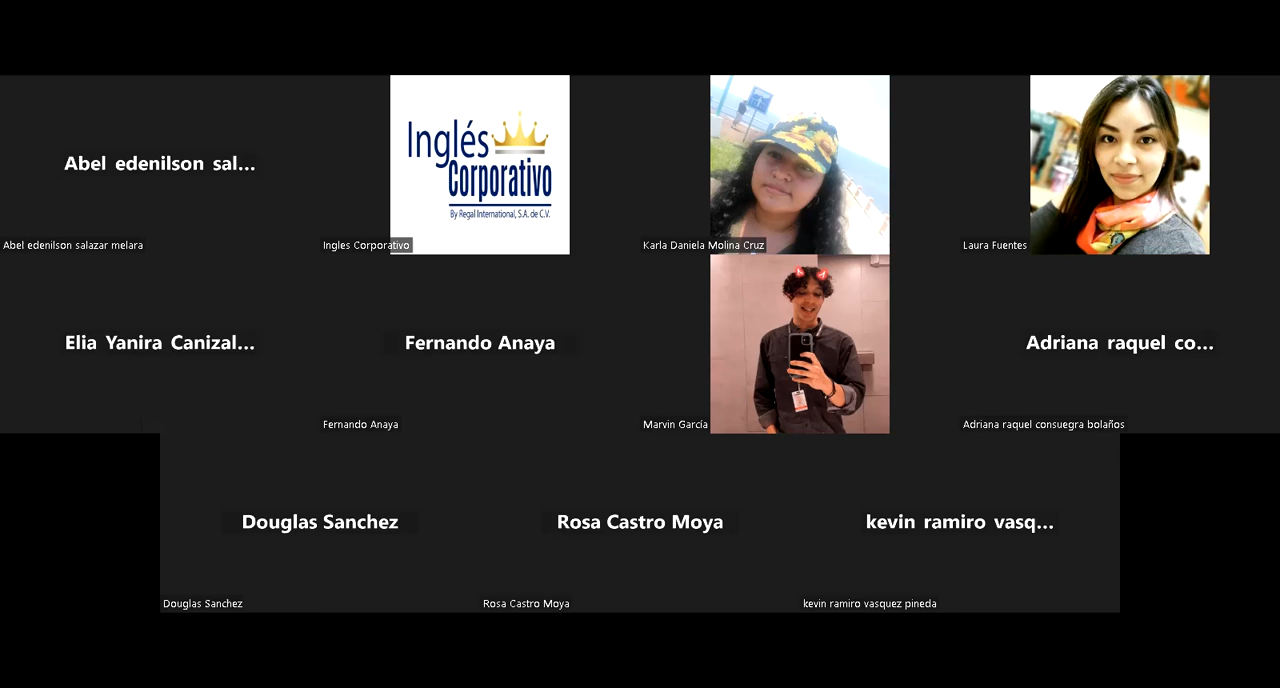 Abel edenilson sal...
Abel edenilson salazar melara
Inglés
Corporativo
By Regal International, S.A. de C.V.
Ingles Corporativo
Karla Daniela Molina Cruz
Laura Fuentes
Elia Yanira Canizal...
Fernando Anaya
Fernando Anaya
Marvin García
Adriana raquel co...
Adriana raquel consuegra bolaños
Douglas Sanchez
Douglas Sanchez
Rosa Castro Moya
Rosa Castro Moya
kevin ramiro vasq...
kevin ramiro vasquez pineda